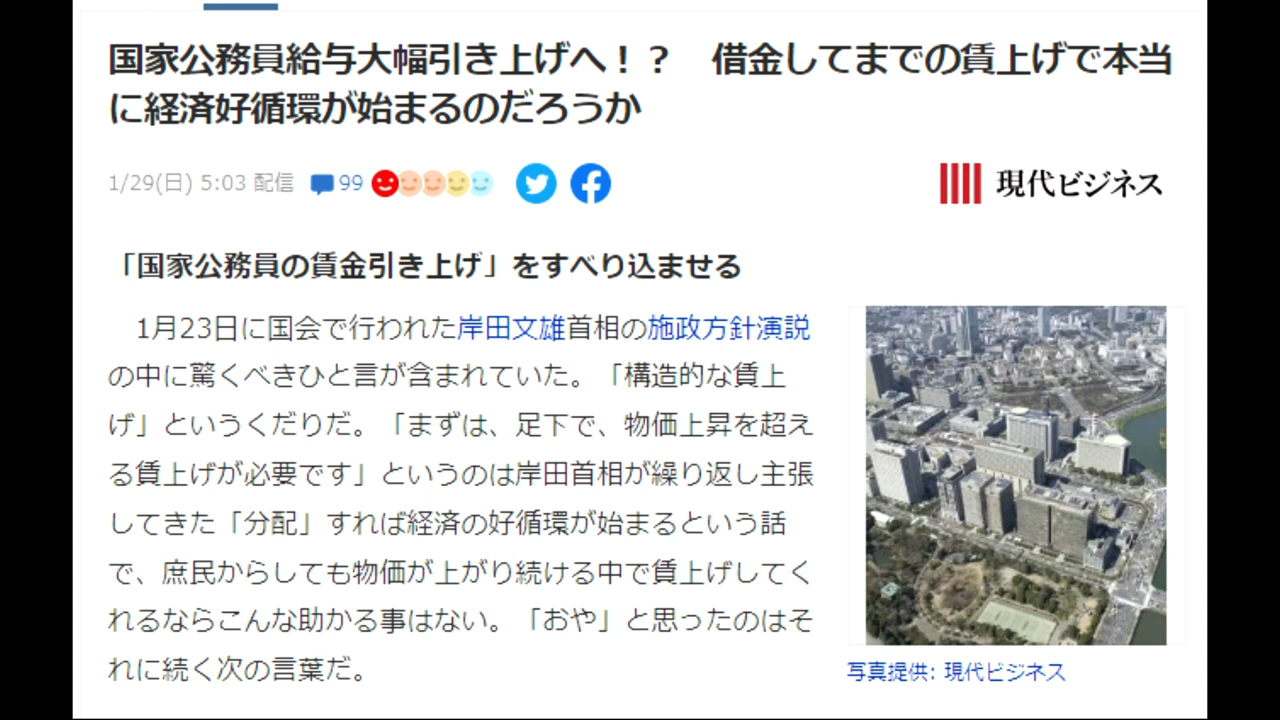 国家公務員給与大幅引き上げへ！？　借金してまでの賃上げで本当
に経済好循環が始まるのだろうか
1/29(日) 5:03 配信 99
現代ビジネス
「国家公務員の賃金引き上げ」をすべり込ませる
　1月23日に国会で行われた岸田文雄首相の施政方針演説
の中に驚くべきひと言が含まれていた。「構造的な賃上
げ」というくだりだ。「まずは、足下で、物価上昇を超え
る賃上げが必要です」というのは岸田首相が繰り返し主張
してきた「分配」すれば経済の好循環が始まるという話
で、庶民からしても物価が上がり続ける中で賃上げしてく
れるならこんな助かる事はない。「おや」と思ったのはそ
れに続く次の言葉だ。
写真提供: 現代ビジネス